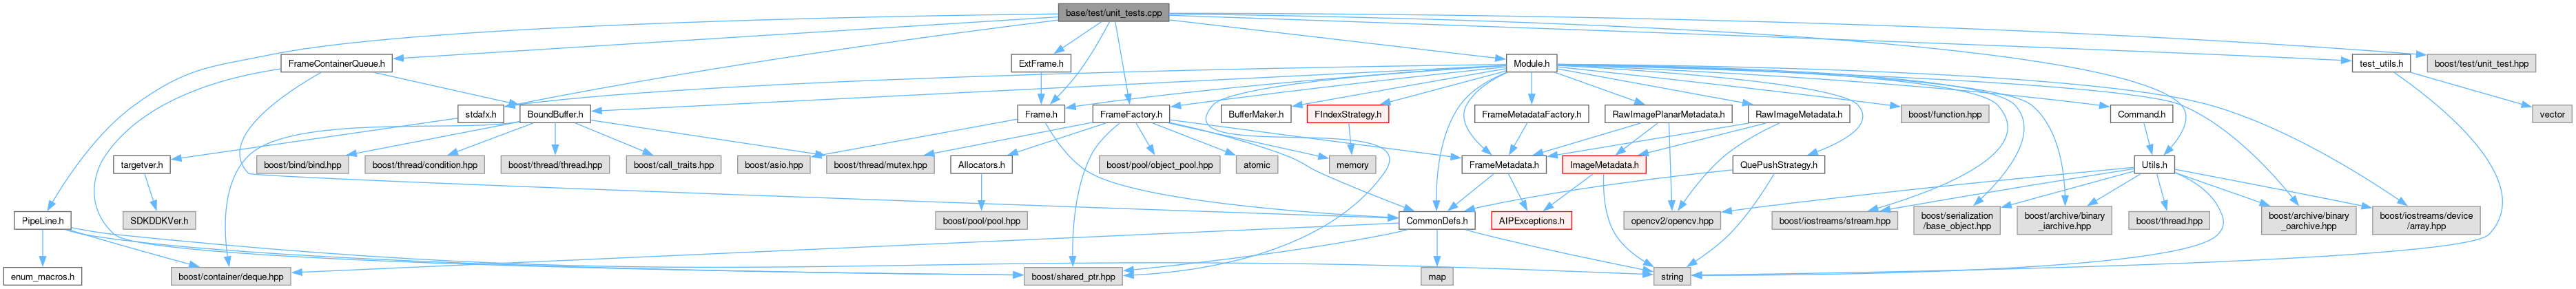 base/test/unit_tests.cpp
FrameContainerQueue.h
ExtFrame.h
Module.h
test_utils.h
boost/test/unit_test.hpp
stdafx.h
BoundBuffer.h
Frame.h
FrameFactory.h
BufferMaker.h
FIndexStrategy.h
FrameMetadataFactory.h
RawImagePlanarMetadata.h
RawImageMetadata.h
boost/function.hpp
Command.h
vector
targetver.h
boost/bind/bind.hpp
boost/thread/condition.hpp
boost/thread/thread.hpp
boost/call_traits.hpp
boost/asio.hpp
boost/thread/mutex.hpp
Allocators.h
boost/pool/object_pool.hpp
atomic
memory
FrameMetadata.h
ImageMetadata.h
QuePushStrategy.h
Utils.h
PipeLine.h
SDKDDKVer.h
boost/pool/pool.hpp
CommonDefs.h
AIPExceptions.h
opencv2/opencv.hpp
boost/iostreams/stream.hpp
boost/serialization
/base_object.hpp
boost/archive/binary
_iarchive.hpp
boost/thread.hpp
boost/archive/binary
_oarchive.hpp
boost/iostreams/device
/array.hpp
enum_macros.h
boost/container/deque.hpp
boost/shared_ptr.hpp
map
string